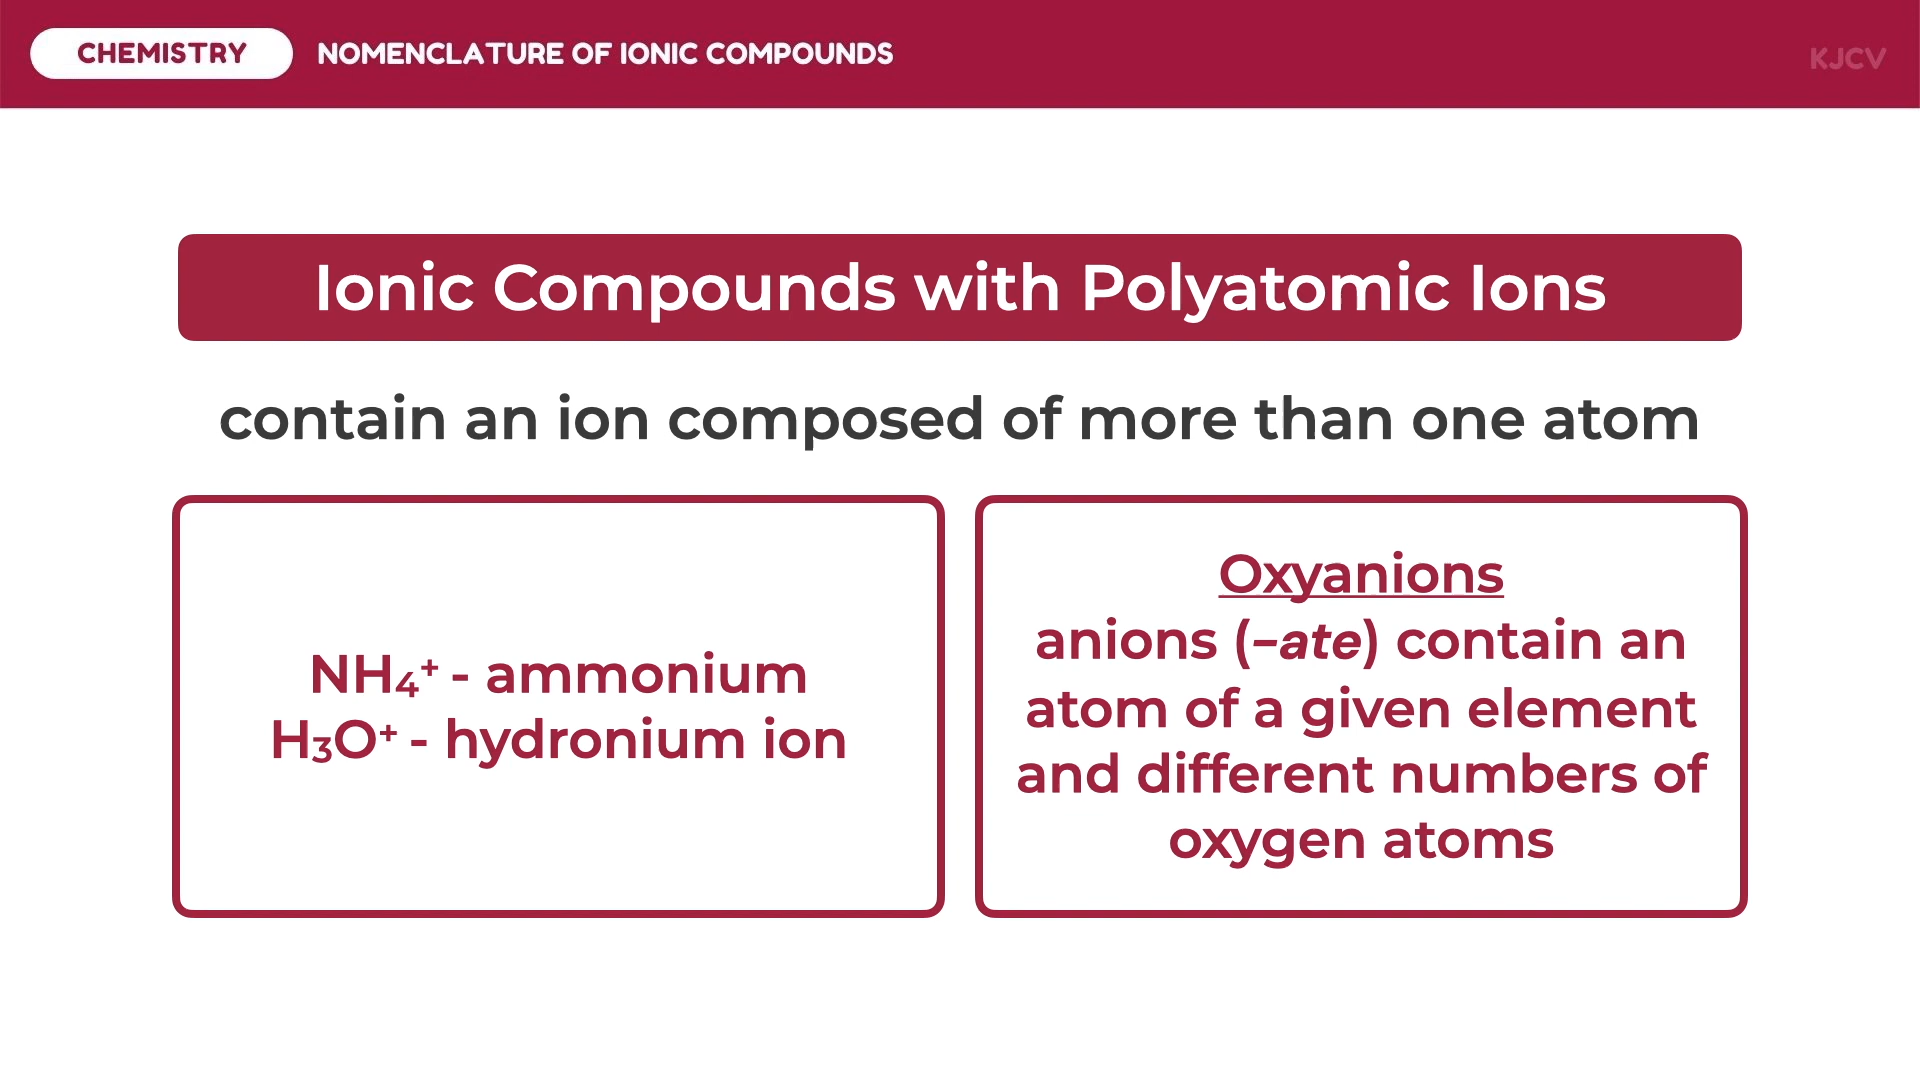 CHEMISTRY
NOMENCLATURE OF IONIC COMPOUNDS
KJCV
Ionic Compounds with Polyatomic Ions
contain an ion composed of more than one atom
NH₄⁺ - ammonium
H₃O⁺ - hydronium ion
Oxyanions
anions (–ate) contain an
atom of a given element
and different numbers of
oxygen atoms